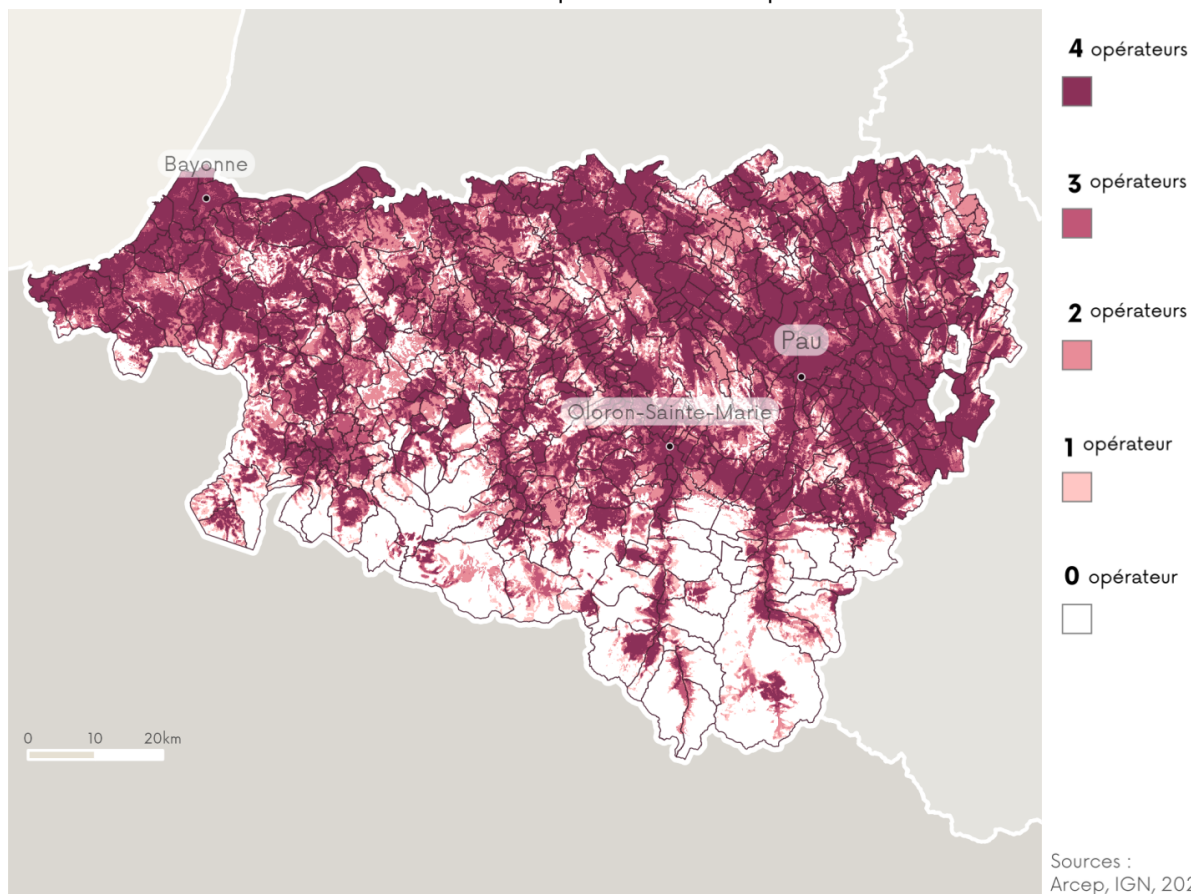 Bayonne
Pau
Oloron-Sainte-Marie
0 10 20km
4 opérateurs
3 opérateurs
2 opérateurs
1 opérateur
0 opérateur
Sources :
Arcep, IGN,